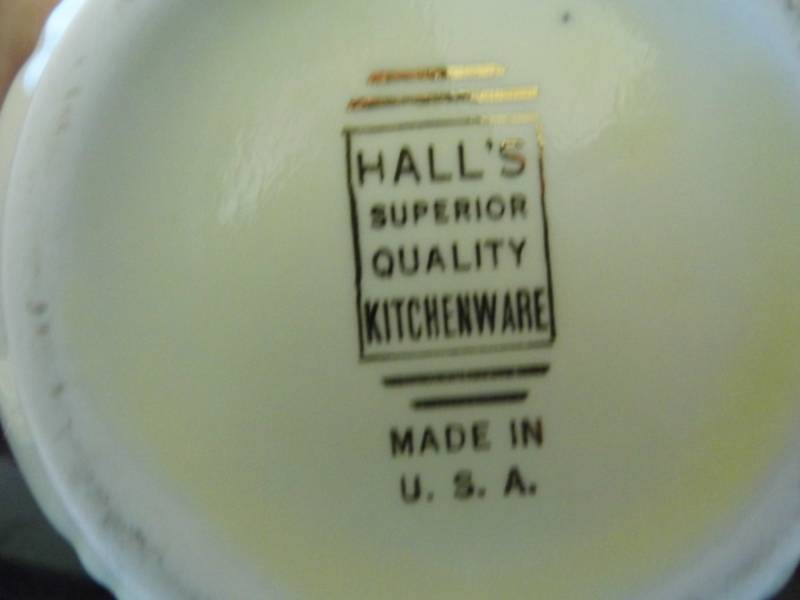 HALL'S
SUPERIOR
QUALITY
KITCHENWARE
MADE IN
U. S. A.